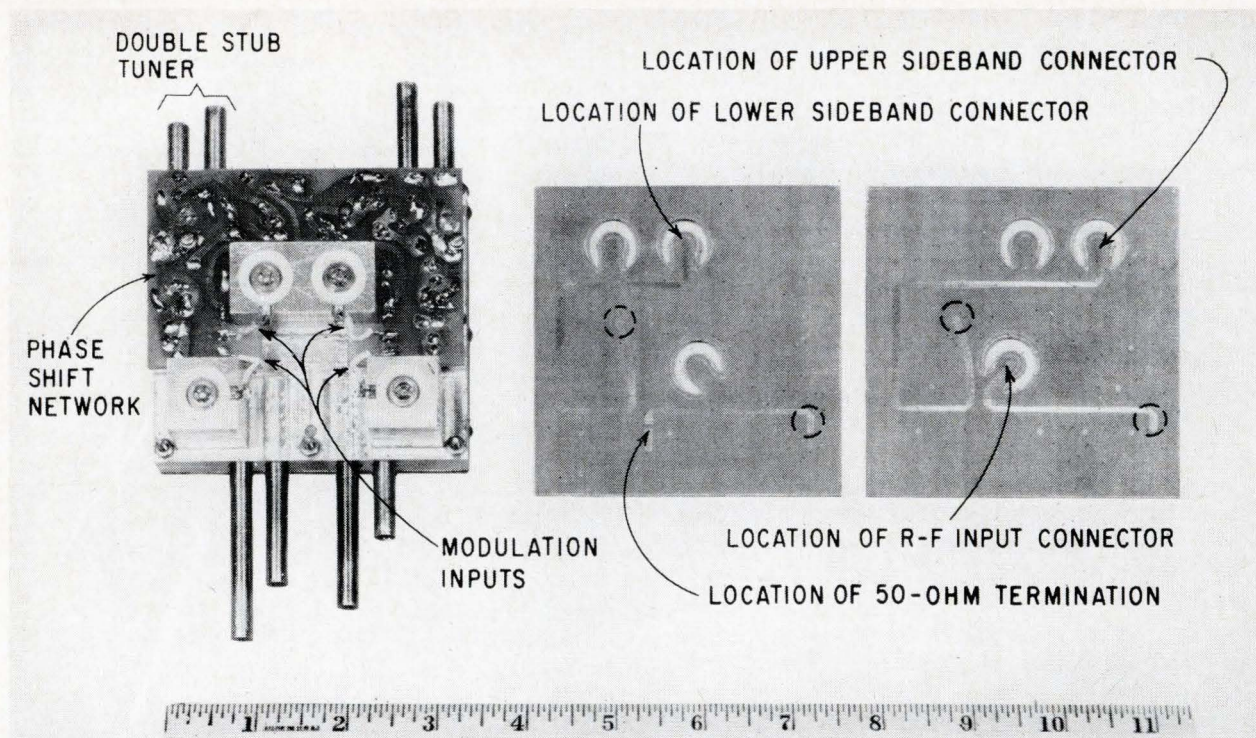 DOUBLE STUB
TUNER
LOCATION OF UPPER SIDEBAND CONNECTOR
LOCATION OF LOWER SIDEBAND CONNECTOR
PHASE
SHIFT
NETWORK
MODULATION
INPUTS
LOCATION OF R-F INPUT CONNECTOR
LOCATION OF 50-OHM TERMINATION
1 2 3 4 5 6 7 8 9 10 11